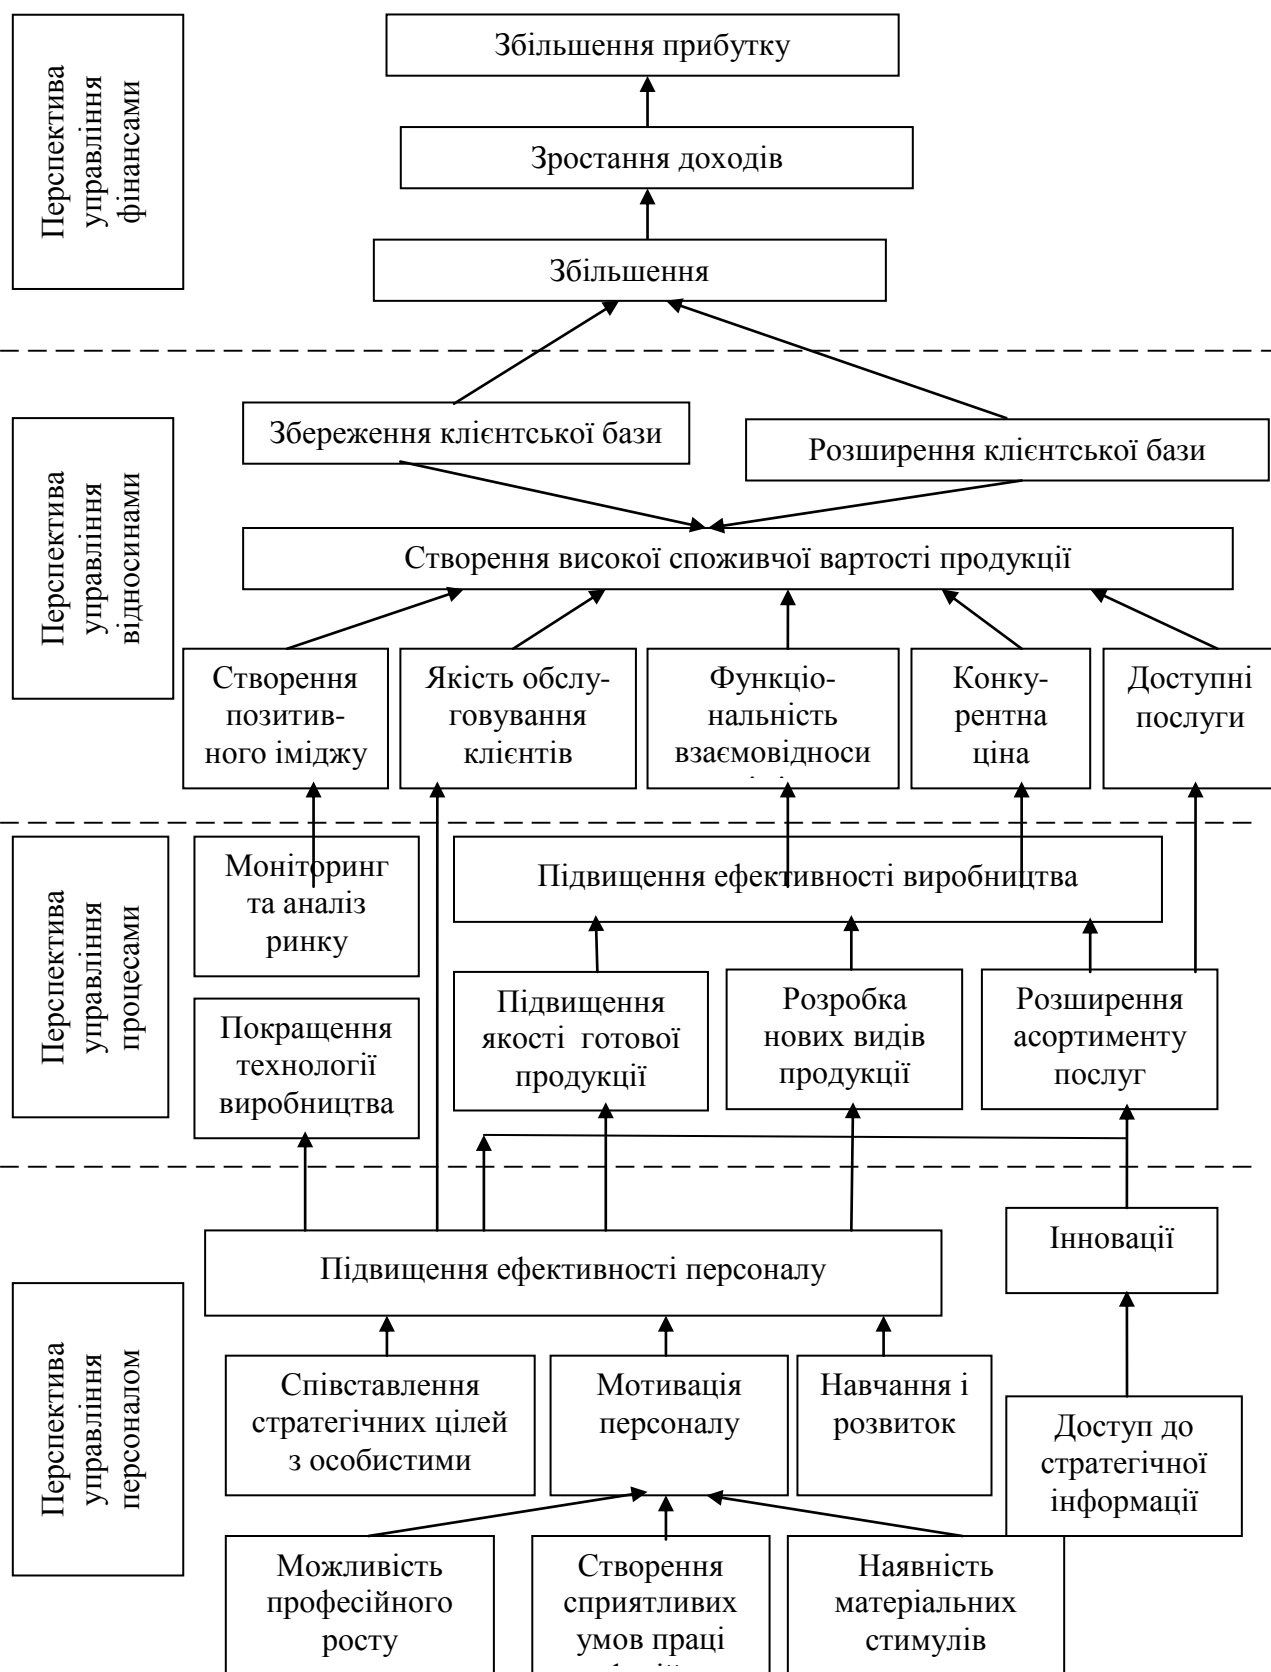 Перспектива
управління
фінансами
Збільшення прибутку
Зростання доходів
Збільшення
Перспектива
управління
відносинами
Збереження клієнтської бази
Розширення клієнтської бази
Створення високої споживчої вартості продукції
Створення
позитив-
ного іміджу
Якість обслу-
говування
клієнтів
Функціо-
нальність
взаємовідноси
Конку-
рентна
ціна
Доступні
послуги
Перспектива
управління
процесами
Моніторинг
та аналіз
ринку
Підвищення ефективності виробництва
Покращення
технології
виробництва
Підвищення
якості готової
продукції
Розробка
нових видів
продукції
Розширення
асортименту
послуг
Перспектива
управління
персоналом
Підвищення ефективності персоналу
Інновації
Співставлення
стратегічних цілей
з особистими
Мотивація
персоналу
Навчання і
розвиток
Доступ до
стратегічної
інформації
Можливість
професійного
росту
Створення
сприятливих
умов праці
Наявність
матеріальних
стимулів